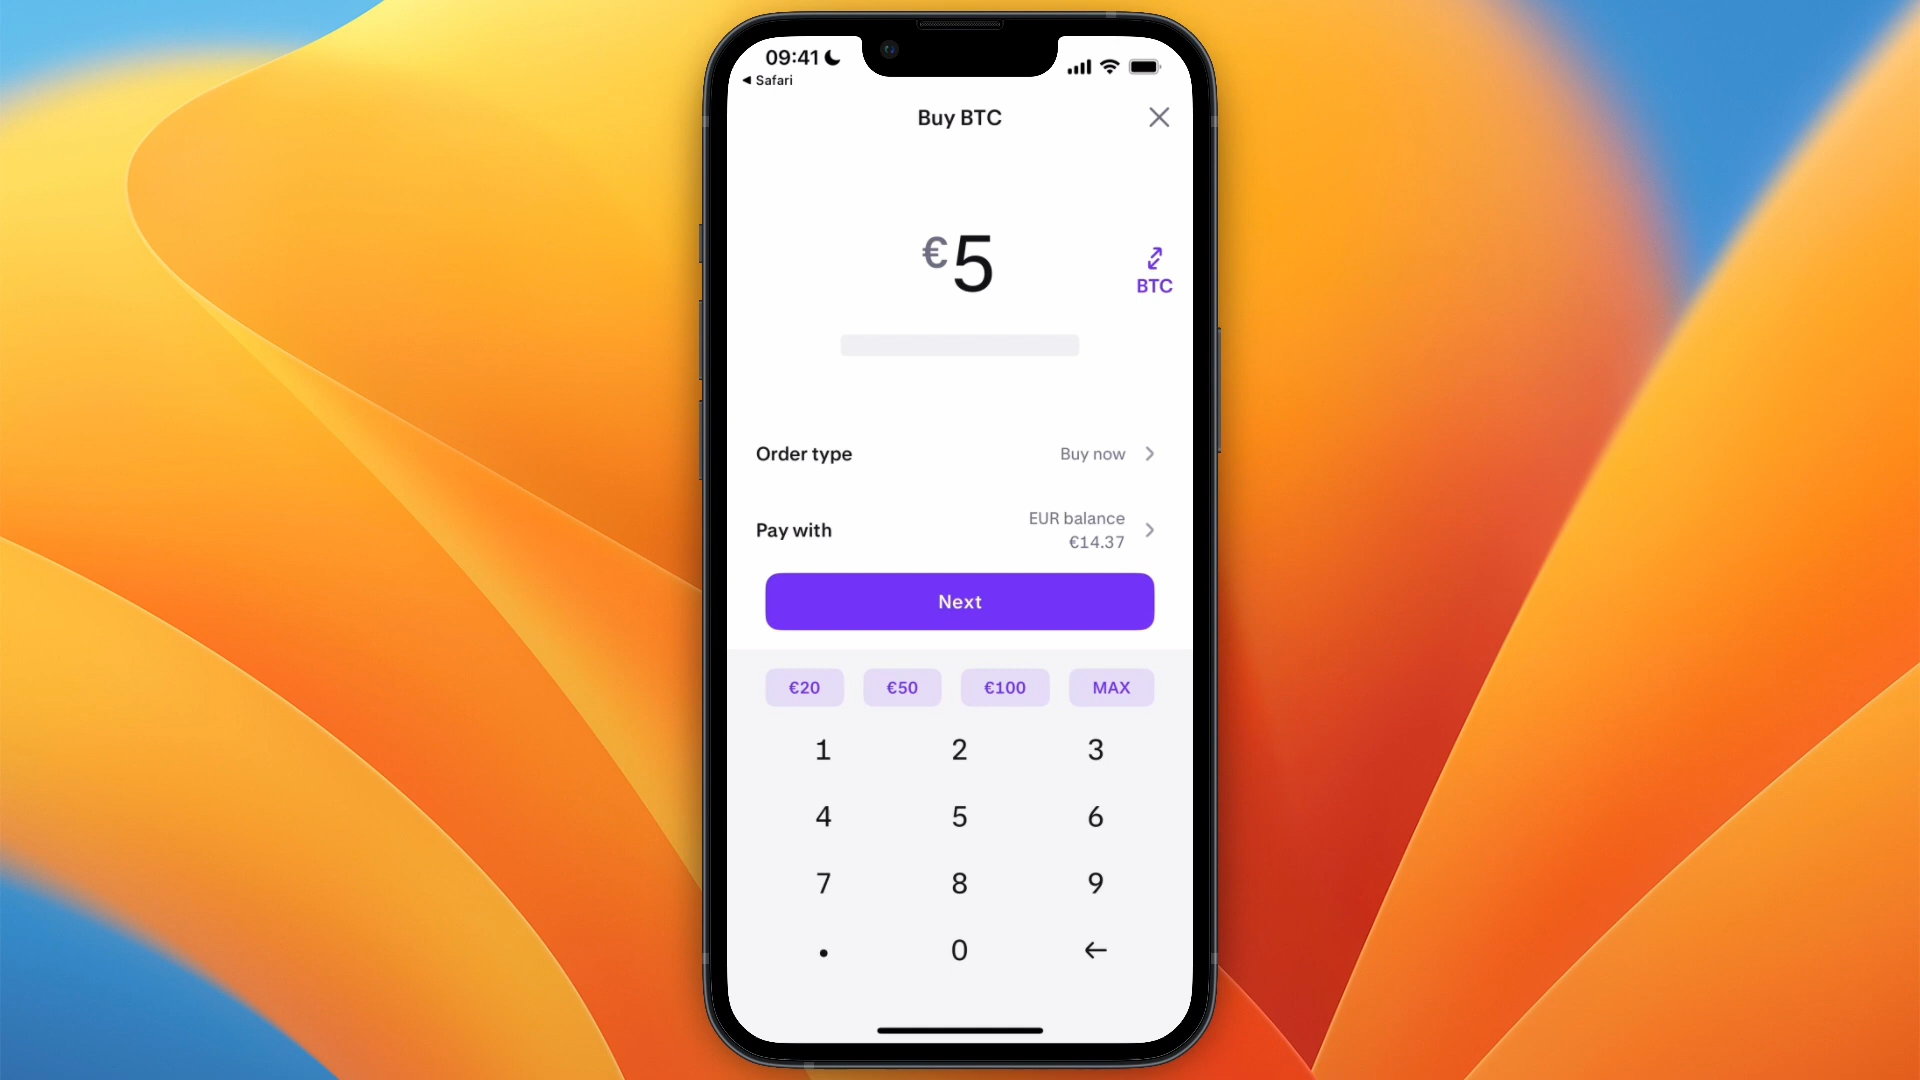 09:41
◀ Safari
Buy BTC
€5
BTC
Order type
Buy now
Pay with
EUR balance
€14.37
Next
€20 €50 €100 MAX
1 2 3
4 5 6
7 8 9
. 0